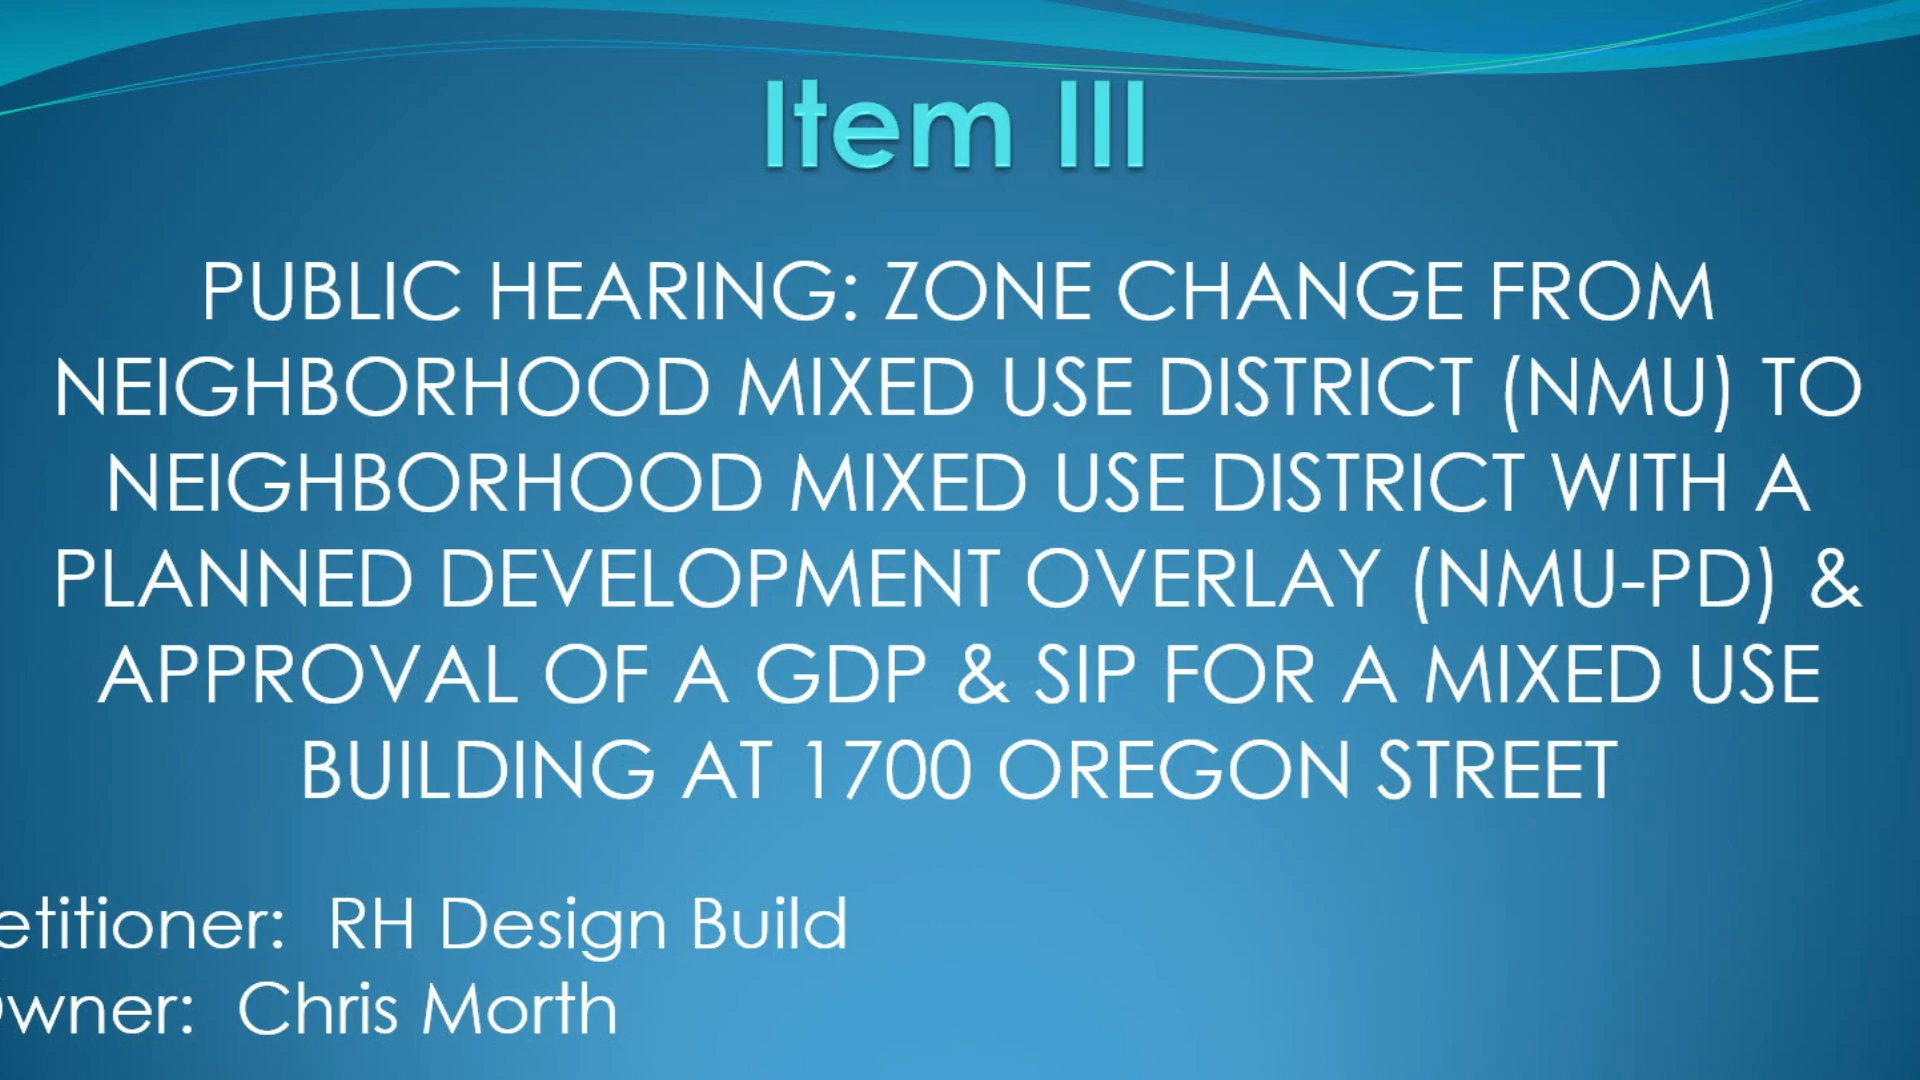 Item III
PUBLIC HEARING: ZONE CHANGE FROM
NEIGHBORHOOD MIXED USE DISTRICT (NMU) TO
NEIGHBORHOOD MIXED USE DISTRICT WITH A
PLANNED DEVELOPMENT OVERLAY (NMU-PD) &
APPROVAL OF A GDP & SIP FOR A MIXED USE
BUILDING AT 1700 OREGON STREET
etitioner: RH Design Build
Owner: Chris Morth